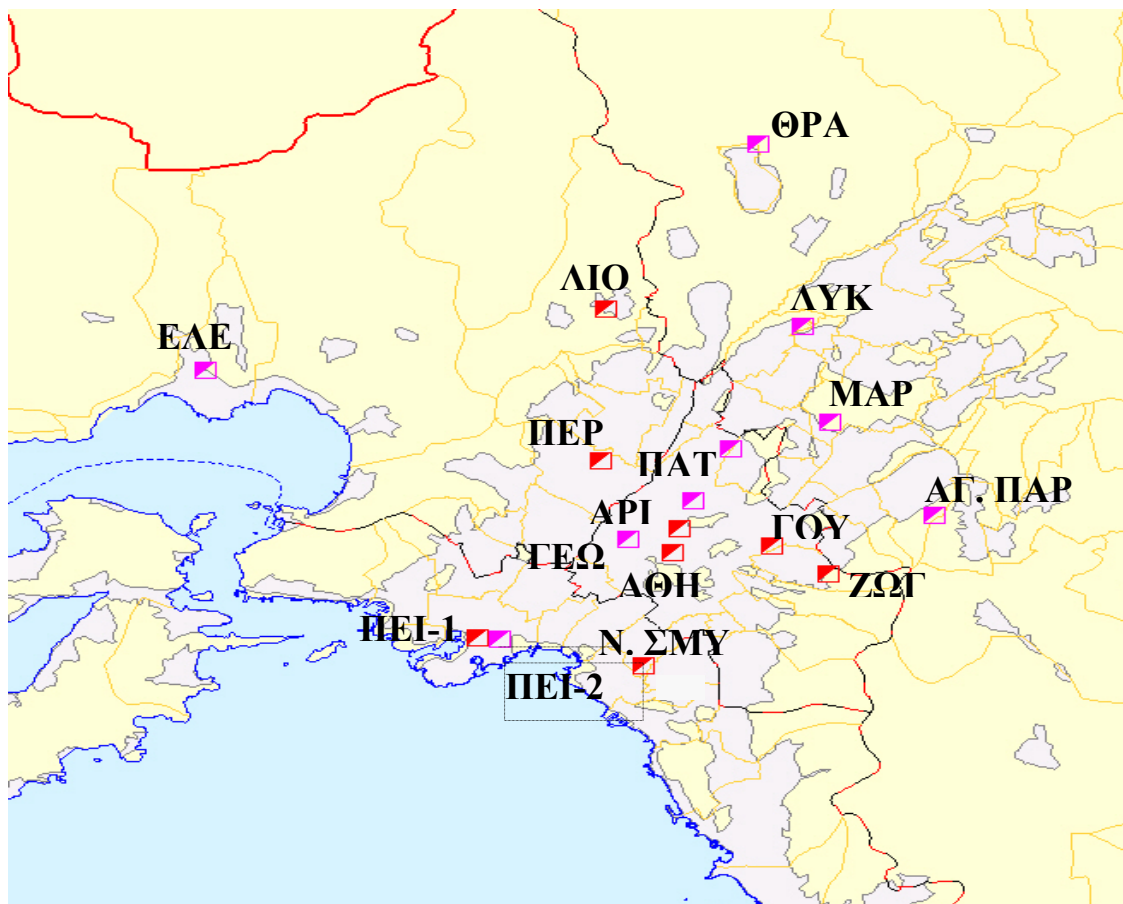 ΘΡΑ
ΛΙΟ
ΛΥΚ
ΕΛΕ
ΜΑΡ
ΠΕΡ
ΠΑΤ
ΑΓ. ΠΑΡ
ΑΡΙ
ΓΟΥ
ΓΕΩ
ΑΘΗ
ΖΩΓ
ΠΕΙ-1
Ν. ΣΜΥ
ΠΕΙ-2